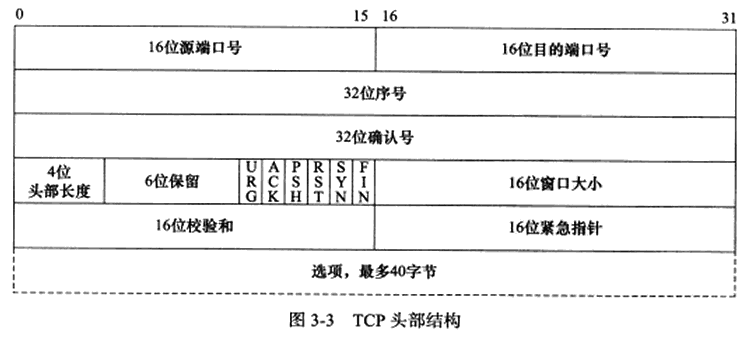 0 15 16 31
16位源端口号 16位目的端口号
32位序号
32位确认号
4位头部长度 6位保留 URG ACK PSH RST SYN FIN 16位窗口大小
16位校验和 16位紧急指针
选项，最多40字节
图 3-3 TCP 头部结构